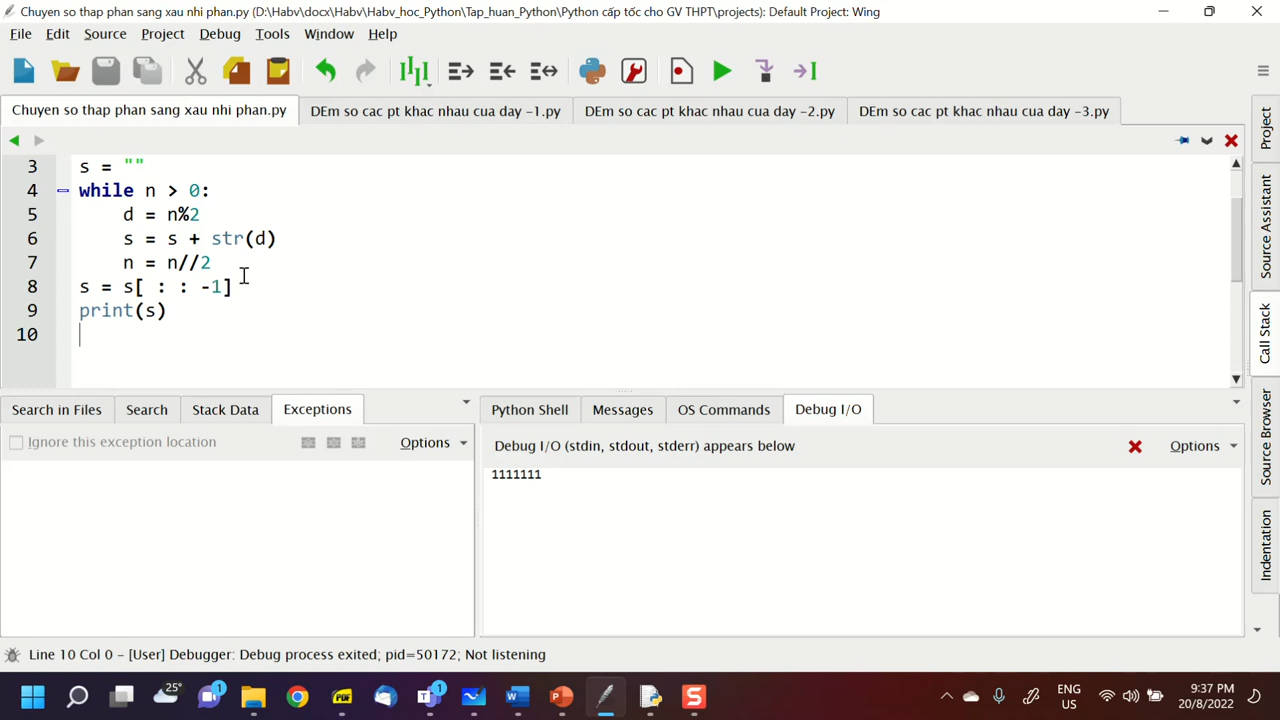 Chuyen so thap phan sang xau nhi phan.py (D:\Habv\docx\Habv\Habv_hoc_Python\Tap_huan_Python\Python cấp tốc cho GV THPT\projects): Default Project: Wing
File Edit Source Project Debug Tools Window Help
Chuyen so thap phan sang xau nhi phan.py DEm so cac pt khac nhau cua day -1.py DEm so cac pt khac nhau cua day -2.py DEm so cac pt khac nhau cua day -3.py
3 s = ""
4 while n > 0:
5 d = n%2
6 s = s + str(d)
7 n = n//2
8 s = s[ : : -1]
9 print(s)
10
Project
Source Assistant
Call Stack
Source Browser
Indentation
Search in Files Search Stack Data Exceptions
Ignore this exception location Options
Python Shell Messages OS Commands Debug I/O
Debug I/O (stdin, stdout, stderr) appears below Options
1111111
Line 10 Col 0 – [User] Debugger: Debug process exited; pid=50172; Not listening
25° 1 PDF 1
ENG
US
9:37 PM
20/8/2022